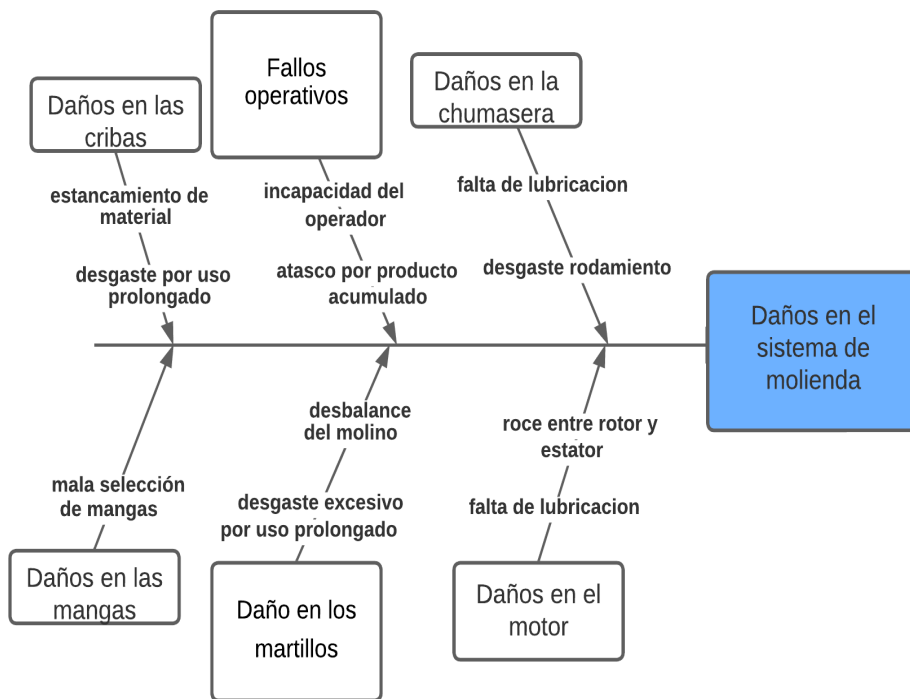 Daños en las
cribas
Fallos
operativos
Daños en la
chumasera
estancamiento de
material
desgaste por uso
prolongado
incapacidad del
operador
atasco por producto
acumulado
falta de lubricacion
desgaste rodamiento
Daños en el
sistema de
molienda
mala selección
de mangas
desbalance
del molino
desgaste excesivo
por uso prolongado
roce entre rotor y
estator
falta de lubricacion
Daños en las
mangas
Daño en los
martillos
Daños en el
motor